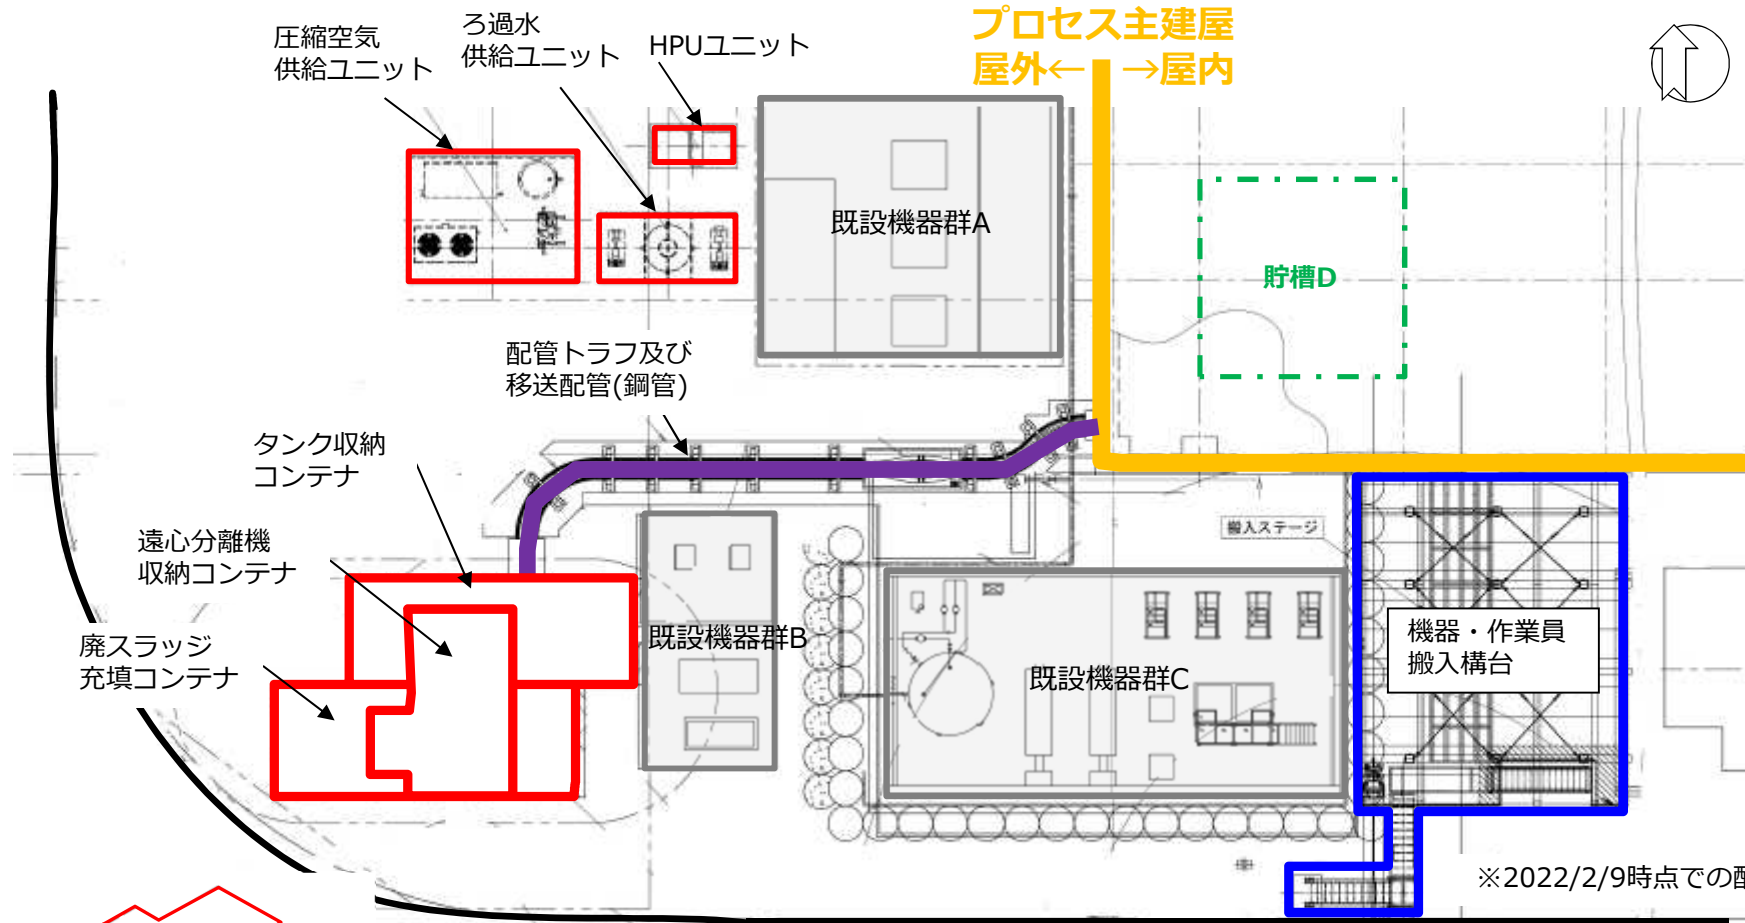 プロセス主建屋
屋外← →屋内
圧縮空気
供給ユニット
ろ過水
供給ユニット
HPUユニット
既設機器群A
貯槽D
配管トラフ及び
移送配管(鋼管)
タンク収納
コンテナ
遠心分離機
収納コンテナ
廃スラッジ
充填コンテナ
既設機器群B
既設機器群C
搬入ステージ
機器・作業員
搬入構台
※2022/2/9時点での